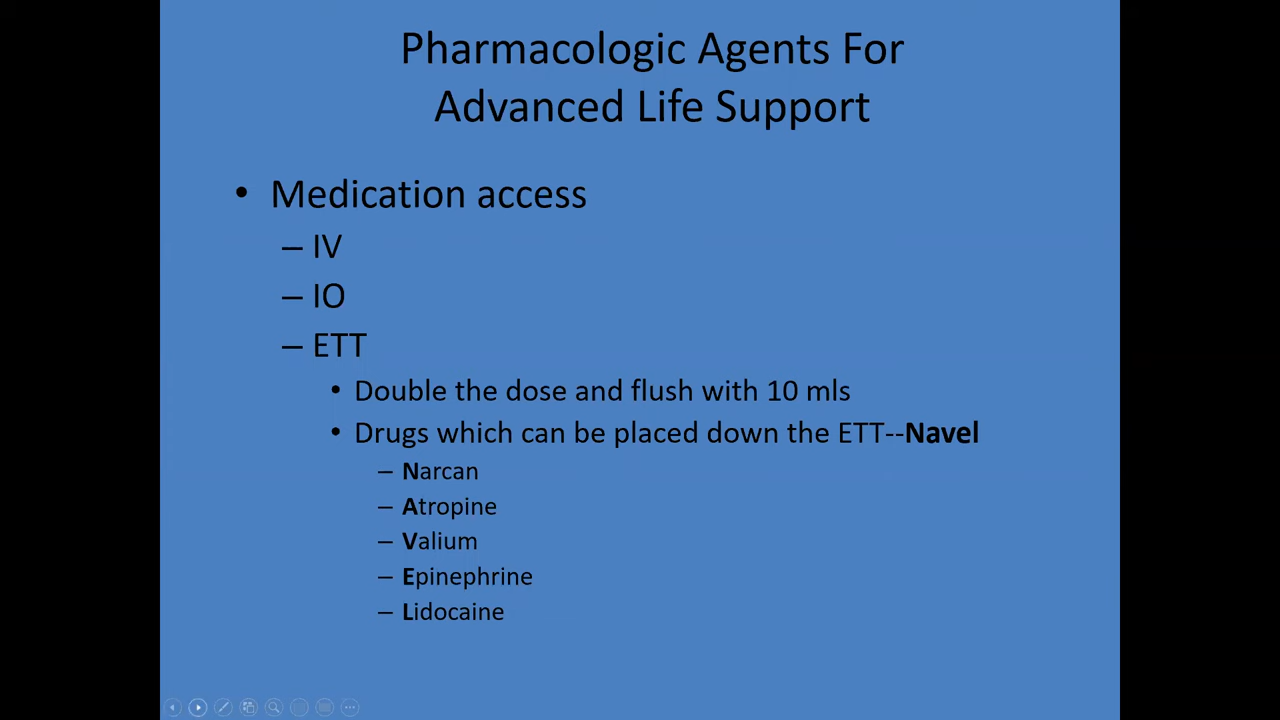 Pharmacologic Agents For
Advanced Life Support
• Medication access
– IV
– IO
– ETT
• Double the dose and flush with 10 mls
• Drugs which can be placed down the ETT--Navel
– Narcan
– Atropine
– Valium
– Epinephrine
– Lidocaine